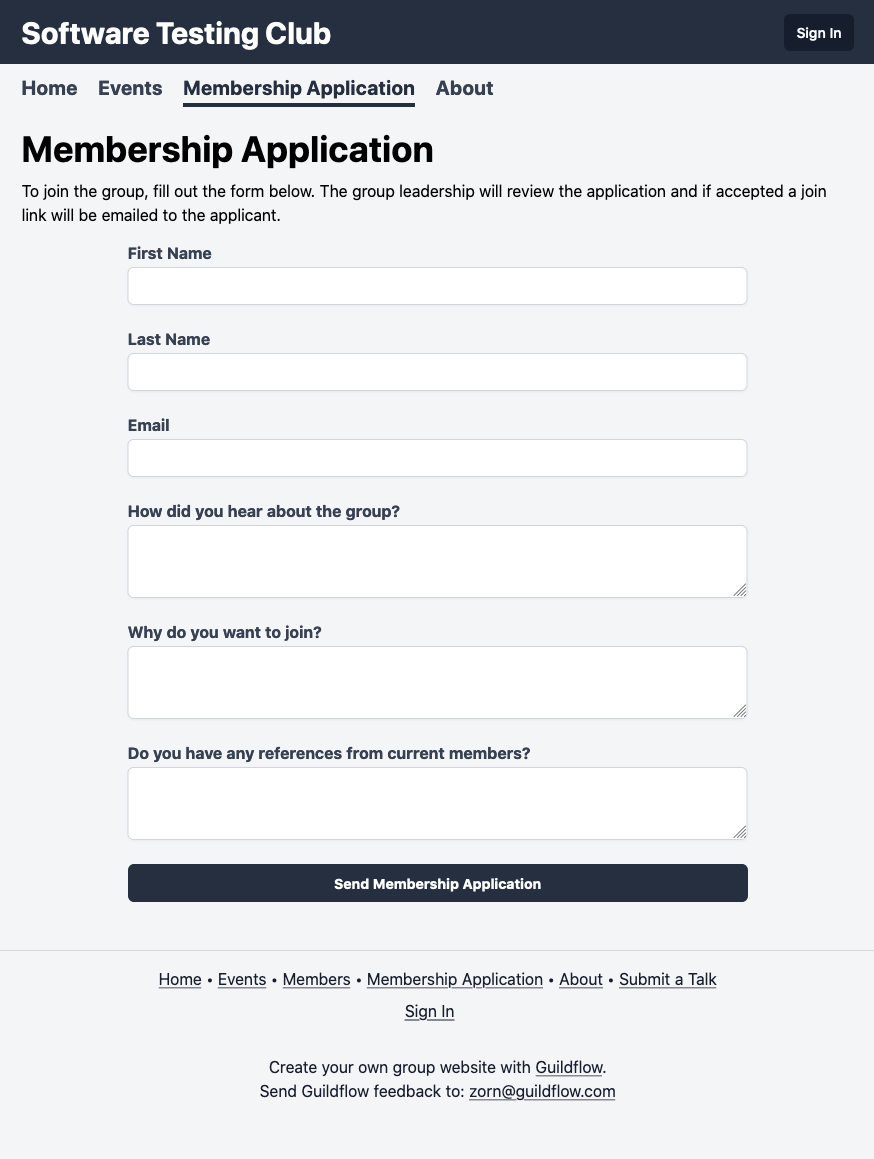 Software Testing Club
Sign In
Home Events Membership Application About
Membership Application
To join the group, fill out the form below. The group leadership will review the application and if accepted a join
link will be emailed to the applicant.
First Name
Last Name
Email
How did you hear about the group?
Why do you want to join?
Do you have any references from current members?
Send Membership Application
Home • Events • Members • Membership Application • About • Submit a Talk
Sign In
Create your own group website with Guildflow.
Send Guildflow feedback to: zorn@guildflow.com